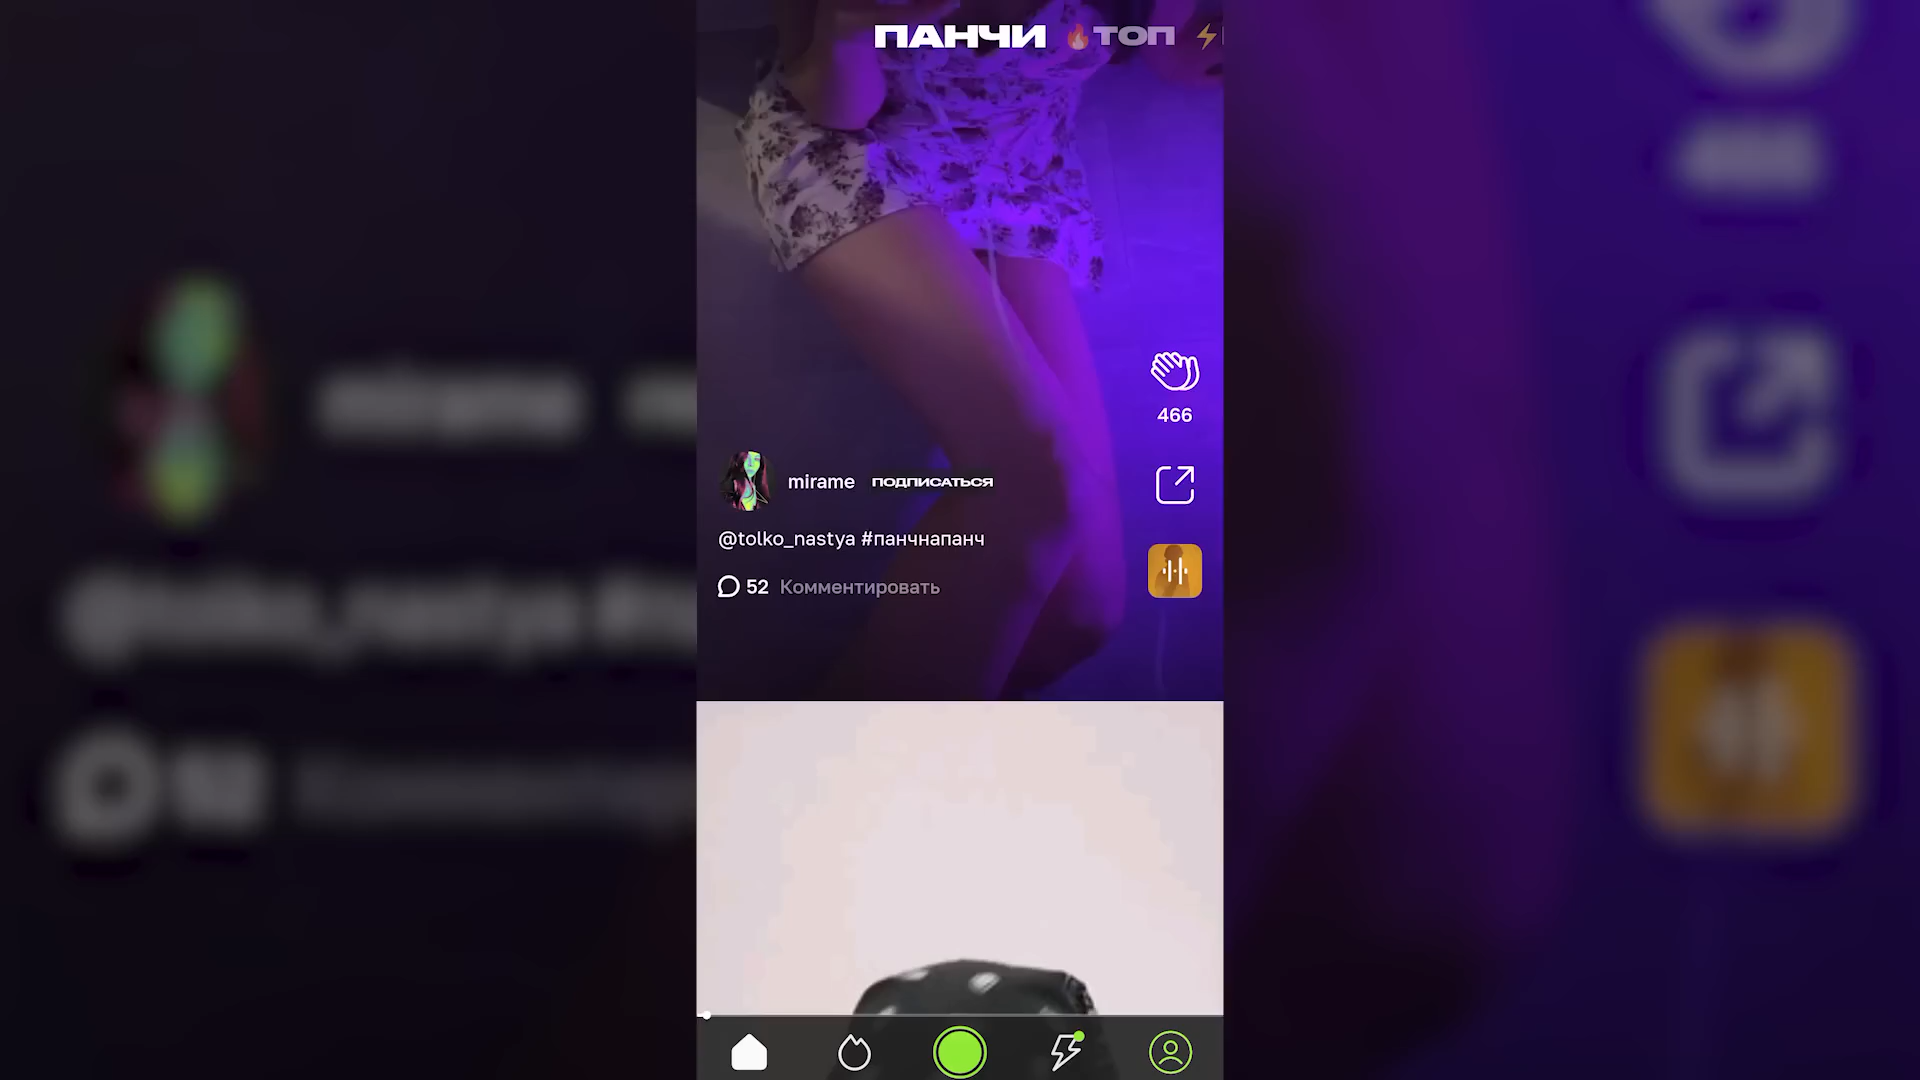 ПАНЧИ 🔥ТОП ⚡
466
mirame ПОДПИСАТЬСЯ
@tolko_nastya #панчнапанч
52 Комментировать